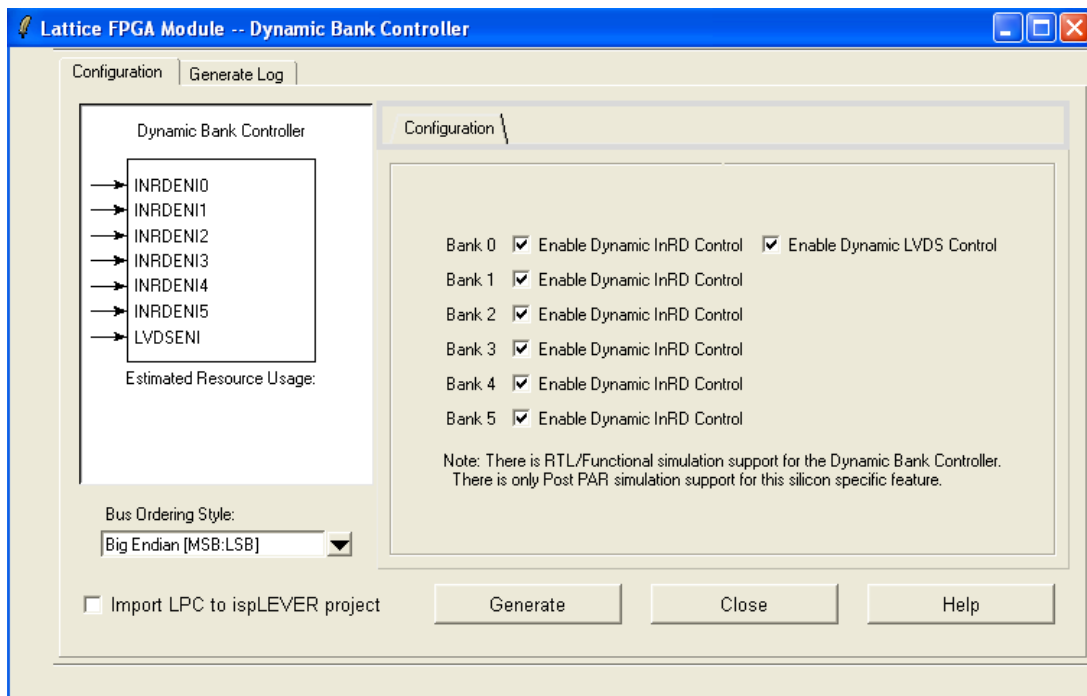 Lattice FPGA Module -- Dynamic Bank Controller
Configuration
Generate Log
Dynamic Bank Controller
INRDENI0
INRDENI1
INRDENI2
INRDENI3
INRDENI4
INRDENI5
LVDSENI
Estimated Resource Usage:
Bus Ordering Style:
Big Endian [MSB:LSB]
Configuration
Bank 0 Enable Dynamic InRD Control Enable Dynamic LVDS Control
Bank 1 Enable Dynamic InRD Control
Bank 2 Enable Dynamic InRD Control
Bank 3 Enable Dynamic InRD Control
Bank 4 Enable Dynamic InRD Control
Bank 5 Enable Dynamic InRD Control
Note: There is RTL/Functional simulation support for the Dynamic Bank Controller.
There is only Post PAR simulation support for this silicon specific feature.
Import LPC to ispLEVER project
Generate
Close
Help